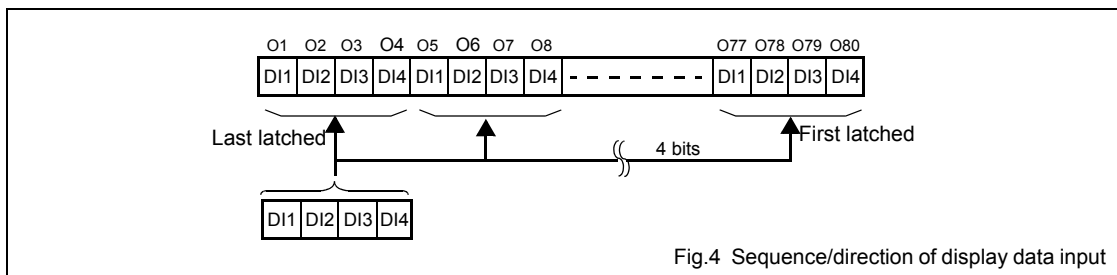 O1 O2 O3 O4 O5 O6 O7 O8 O77 O78 O79 O80
DI1 DI2 DI3 DI4 DI1 DI2 DI3 DI4 DI1 DI2 DI3 DI4
Last latched First latched
4 bits
DI1 DI2 DI3 DI4
Fig.4 Sequence/direction of display data input